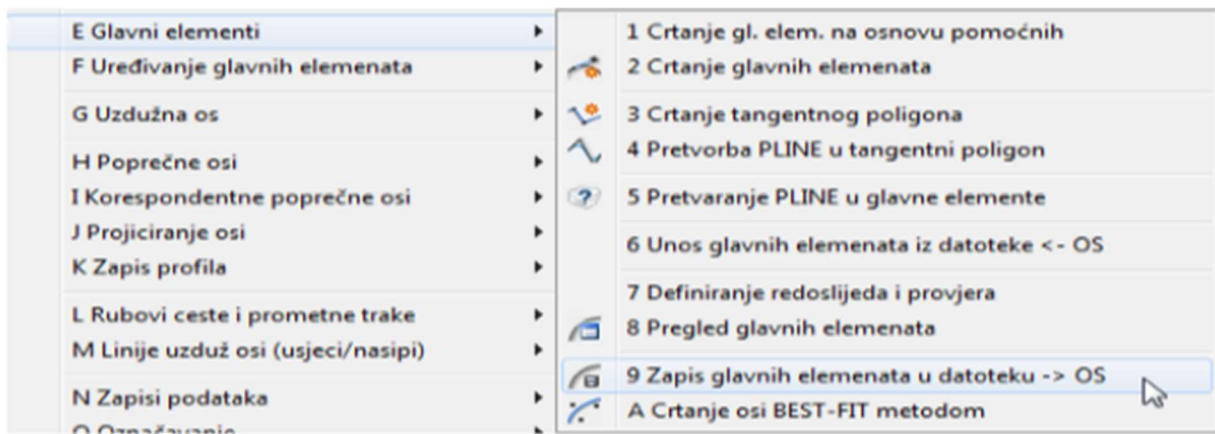 E Glavni elementi
F Uređivanje glavnih elemenata
G Uzdužna os
H Poprečne osi
I Korespondentne poprečne osi
J Projiciranje osi
K Zapis profila
L Rubovi ceste i prometne trake
M Linije uzduž osi (usjeci/nasipi)
N Zapisi podataka
O Označavanje
1 Crtanje gl. elem. na osnovu pomoćnih
2 Crtanje glavnih elemenata
3 Crtanje tangentnog poligona
4 Pretvorba PLINE u tangentni poligon
5 Pretvaranje PLINE u glavne elemente
6 Unos glavnih elemenata iz datoteke <- OS
7 Definiranje redoslijeda i provjera
8 Pregled glavnih elemenata
9 Zapis glavnih elemenata u datoteku -> OS
A Crtanje osi BEST-FIT metodom